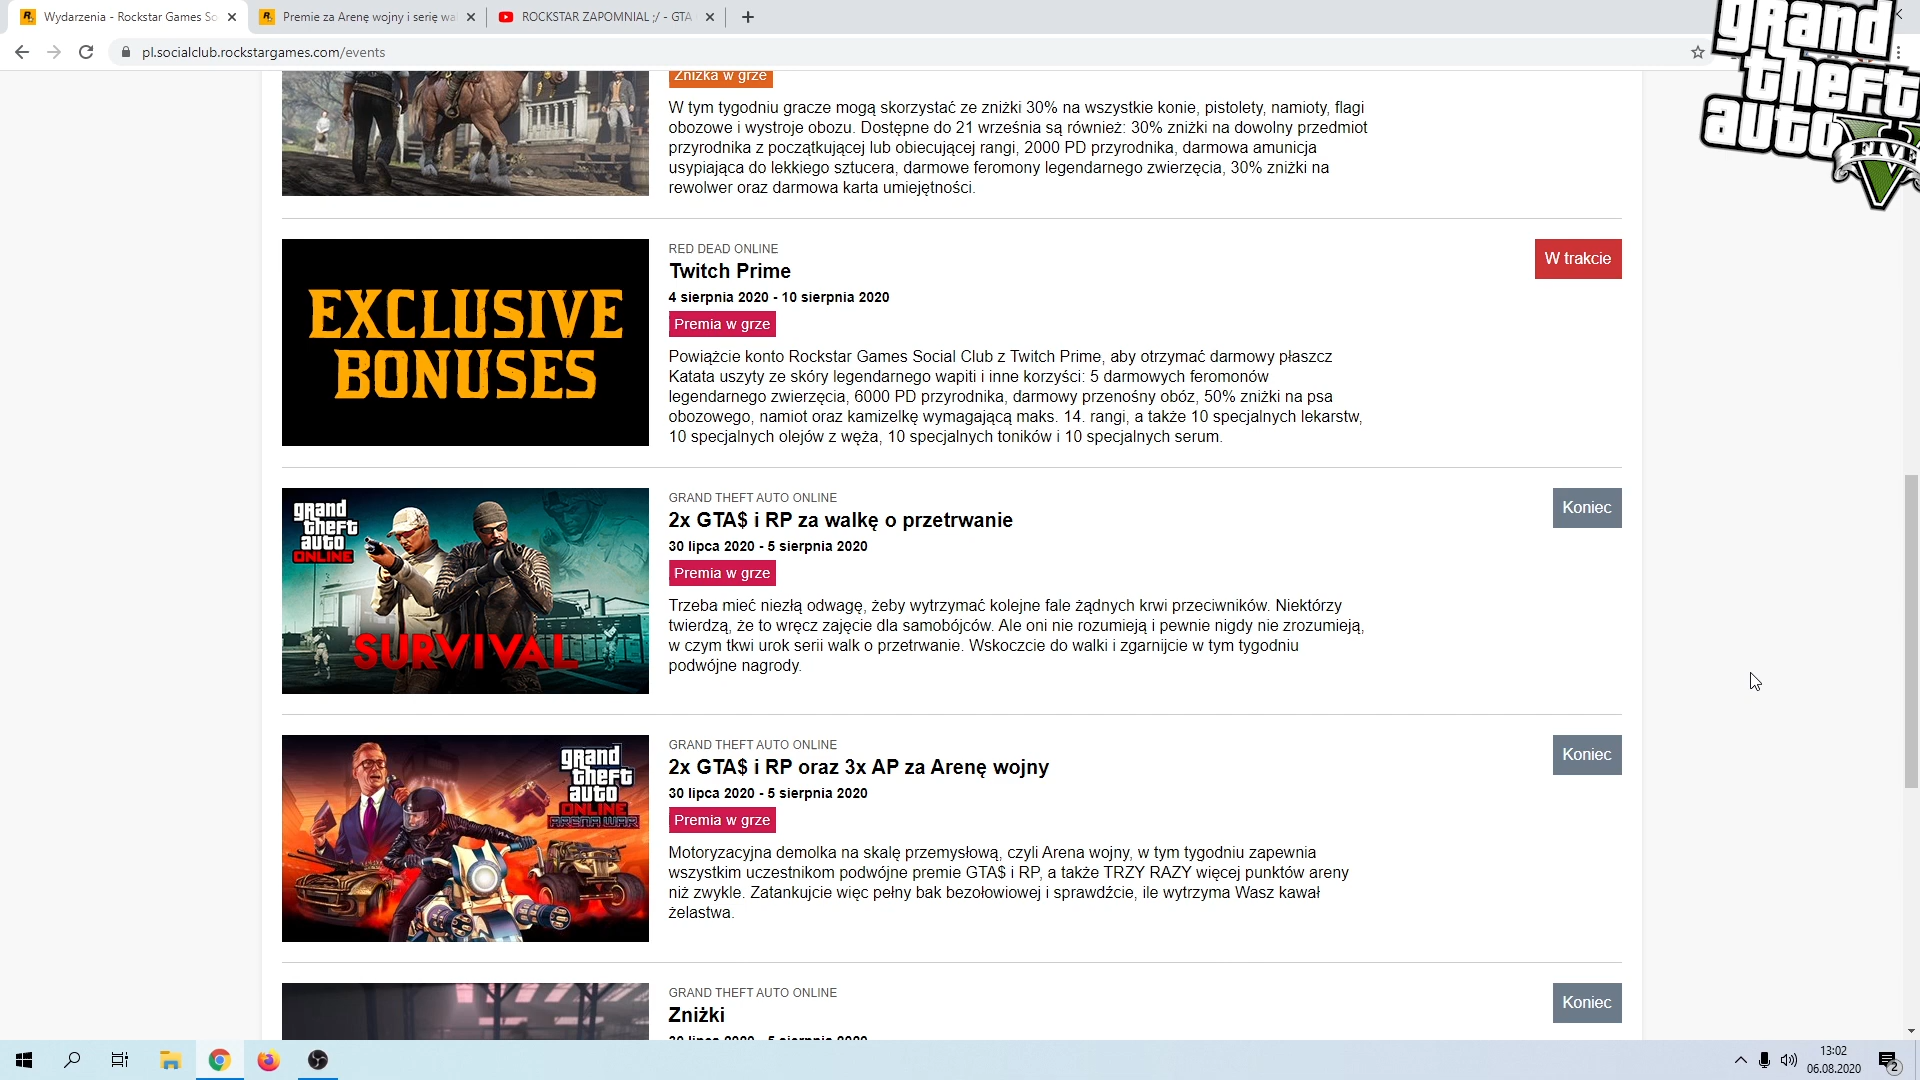 Wydarzenia - Rockstar Games So
Premie za Arenę wojny i serię wa
ROCKSTAR ZAPOMNIAL ;/ - GTA
pl.socialclub.rockstargames.com/events
grand
theft
auto
V
FIVE
Zniżka w grze
W tym tygodniu gracze mogą skorzystać ze zniżki 30% na wszystkie konie, pistolety, namioty, flagi
obozowe i wystroje obozu. Dostępne do 21 września są również: 30% zniżki na dowolny przedmiot
przyrodnika z początkującej lub obiecującej rangi, 2000 PD przyrodnika, darmowa amunicja
usypiająca do lekkiego sztucera, darmowe feromony legendarnego zwierzęcia, 30% zniżki na
rewolwer oraz darmowa karta umiejętności.
EXCLUSIVE
BONUSES
RED DEAD ONLINE
Twitch Prime
4 sierpnia 2020 - 10 sierpnia 2020
Premia w grze
W trakcie
Powiążcie konto Rockstar Games Social Club z Twitch Prime, aby otrzymać darmowy płaszcz
Katata uszyty ze skóry legendarnego wapiti i inne korzyści: 5 darmowych feromonów
legendarnego zwierzęcia, 6000 PD przyrodnika, darmowy przenośny obóz, 50% zniżki na psa
obozowego, namiot oraz kamizelkę wymagającą maks. 14. rangi, a także 10 specjalnych lekarstw,
10 specjalnych olejów z węża, 10 specjalnych toników i 10 specjalnych serum.
grand
theft
auto
ONLINE
SURVIVAL
GRAND THEFT AUTO ONLINE
2x GTA$ i RP za walkę o przetrwanie
30 lipca 2020 - 5 sierpnia 2020
Premia w grze
Koniec
Trzeba mieć niezłą odwagę, żeby wytrzymać kolejne fale żądnych krwi przeciwników. Niektórzy
twierdzą, że to wręcz zajęcie dla samobójców. Ale oni nie rozumieją i pewnie nigdy nie zrozumieją,
w czym tkwi urok serii walk o przetrwanie. Wskoczcie do walki i zgarnijcie w tym tygodniu
podwójne nagrody.
grand
theft
auto
ONLINE
ARENA WAR
GRAND THEFT AUTO ONLINE
2x GTA$ i RP oraz 3x AP za Arenę wojny
30 lipca 2020 - 5 sierpnia 2020
Premia w grze
Koniec
Motoryzacyjna demolka na skalę przemysłową, czyli Arena wojny, w tym tygodniu zapewnia
wszystkim uczestnikom podwójne premie GTA$ i RP, a także TRZY RAZY więcej punktów areny
niż zwykle. Zatankujcie więc pełny bak bezołowiowej i sprawdźcie, ile wytrzyma Wasz kawał
żelastwa.
GRAND THEFT AUTO ONLINE
Zniżki
30 lipca 2020 - 5 sierpnia 2020
Koniec
13:02
06.08.2020
2